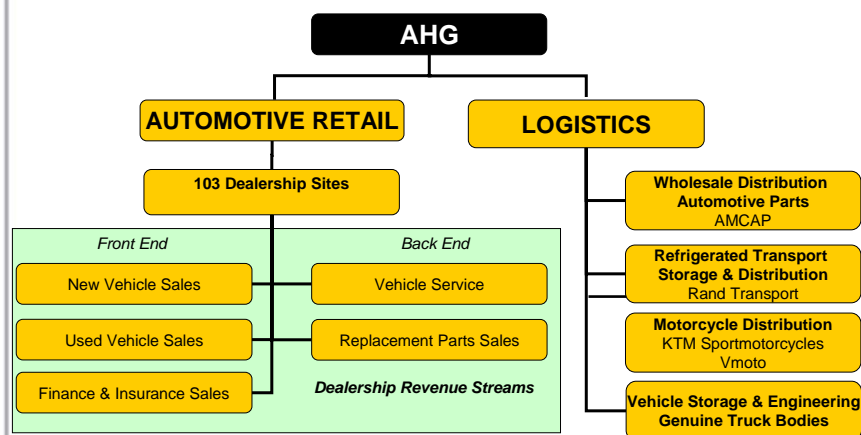 AHG
AUTOMOTIVE RETAIL
LOGISTICS
103 Dealership Sites
Front End
Back End
New Vehicle Sales
Vehicle Service
Used Vehicle Sales
Replacement Parts Sales
Finance & Insurance Sales
Dealership Revenue Streams
Wholesale Distribution
Automotive Parts
AMCAP
Refrigerated Transport
Storage & Distribution
Rand Transport
Motorcycle Distribution
KTM Sportmotorcycles
Vmoto
Vehicle Storage & Engineering
Genuine Truck Bodies